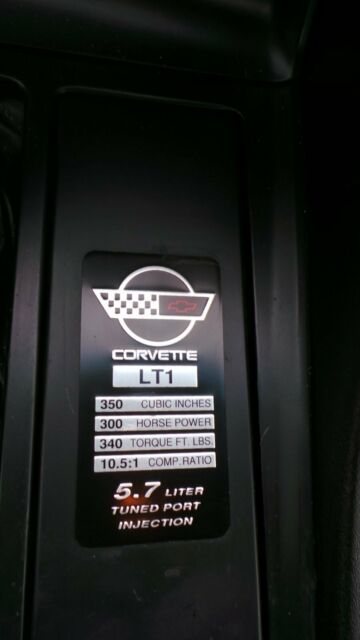 CORVETTE
LT1
350 CUBIC INCHES
300 HORSE POWER
340 TORQUE FT. LBS.
10.5:1 COMP. RATIO
5.7 LITER
TUNED PORT
INJECTION